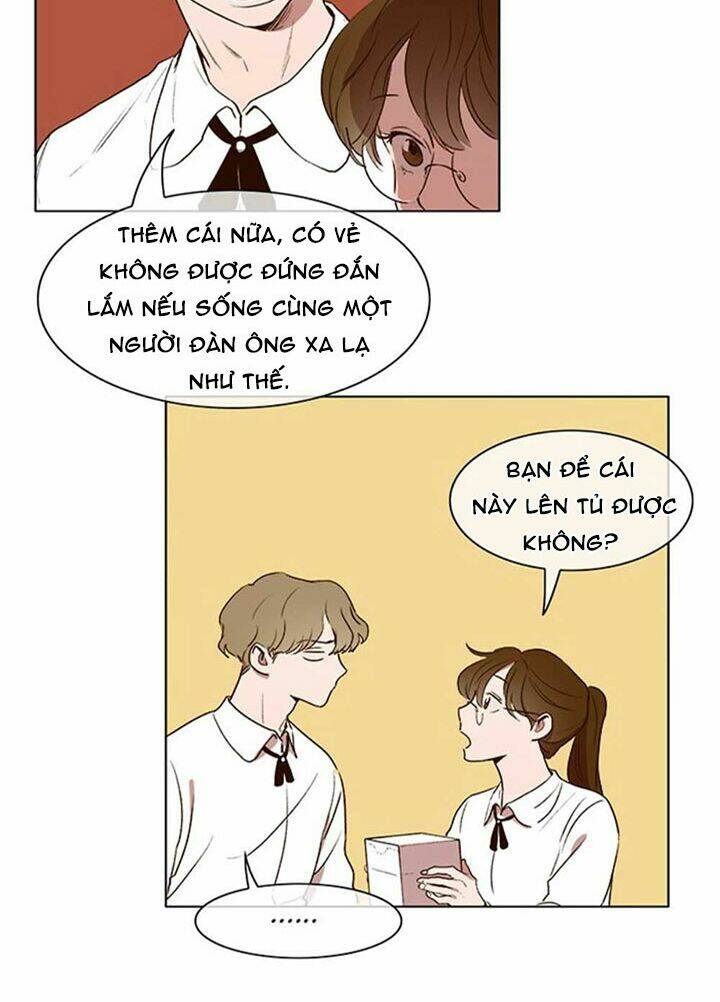 THÊM CÁI NỮA, CÓ VẺ
KHÔNG ĐƯỢC ĐỨNG ĐẮN
LẮM NẾU SỐNG CÙNG MỘT
NGƯỜI ĐÀN ÔNG XA LẠ
NHƯ THẾ.
BẠN ĐỂ CÁI
NÀY LÊN TỦ ĐƯỢC
KHÔNG?
......